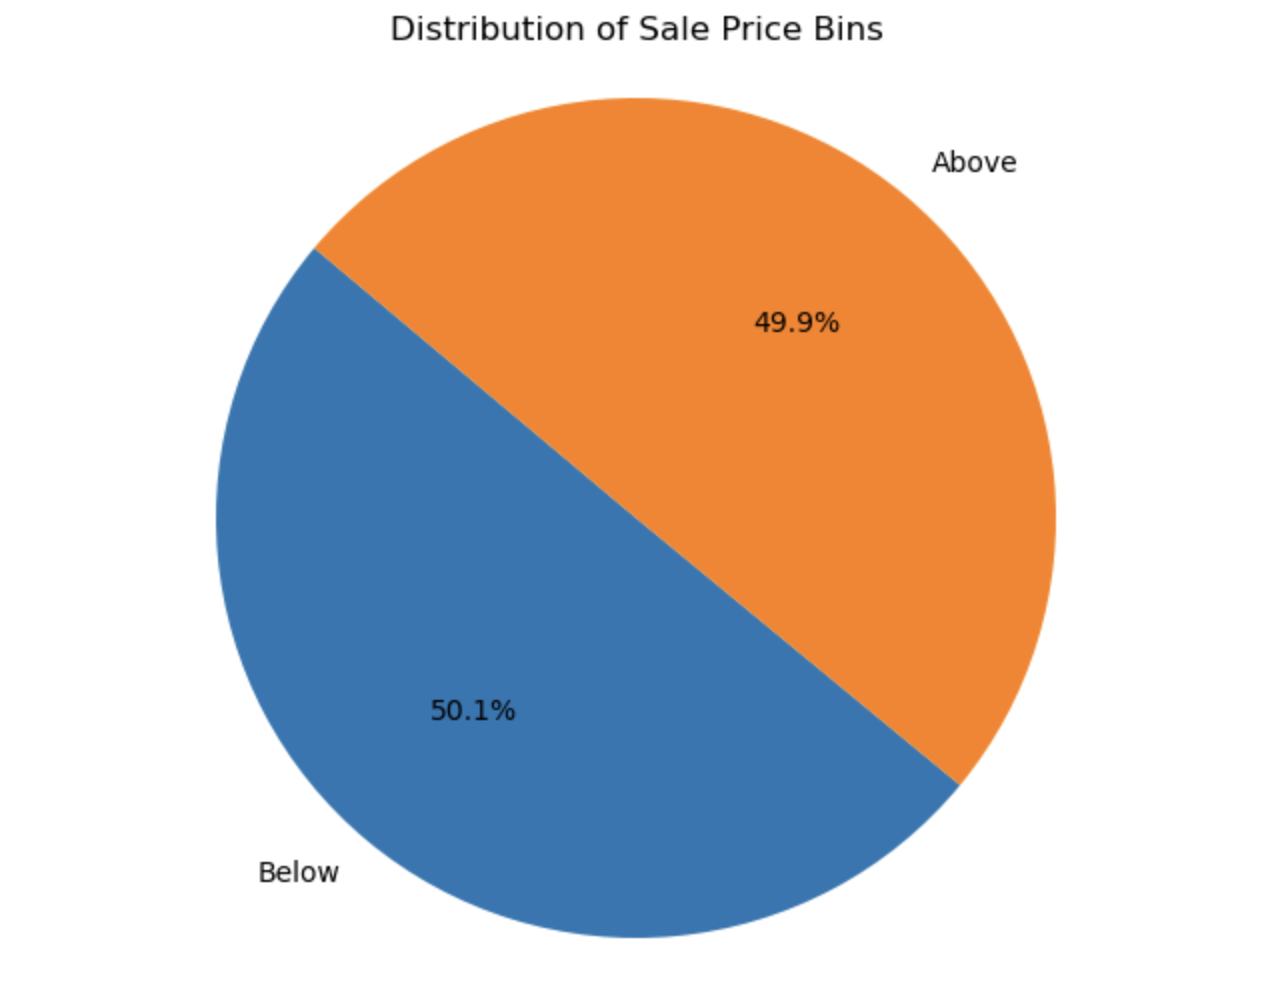 Distribution of Sale Price Bins
Above
49.9%
50.1%
Below